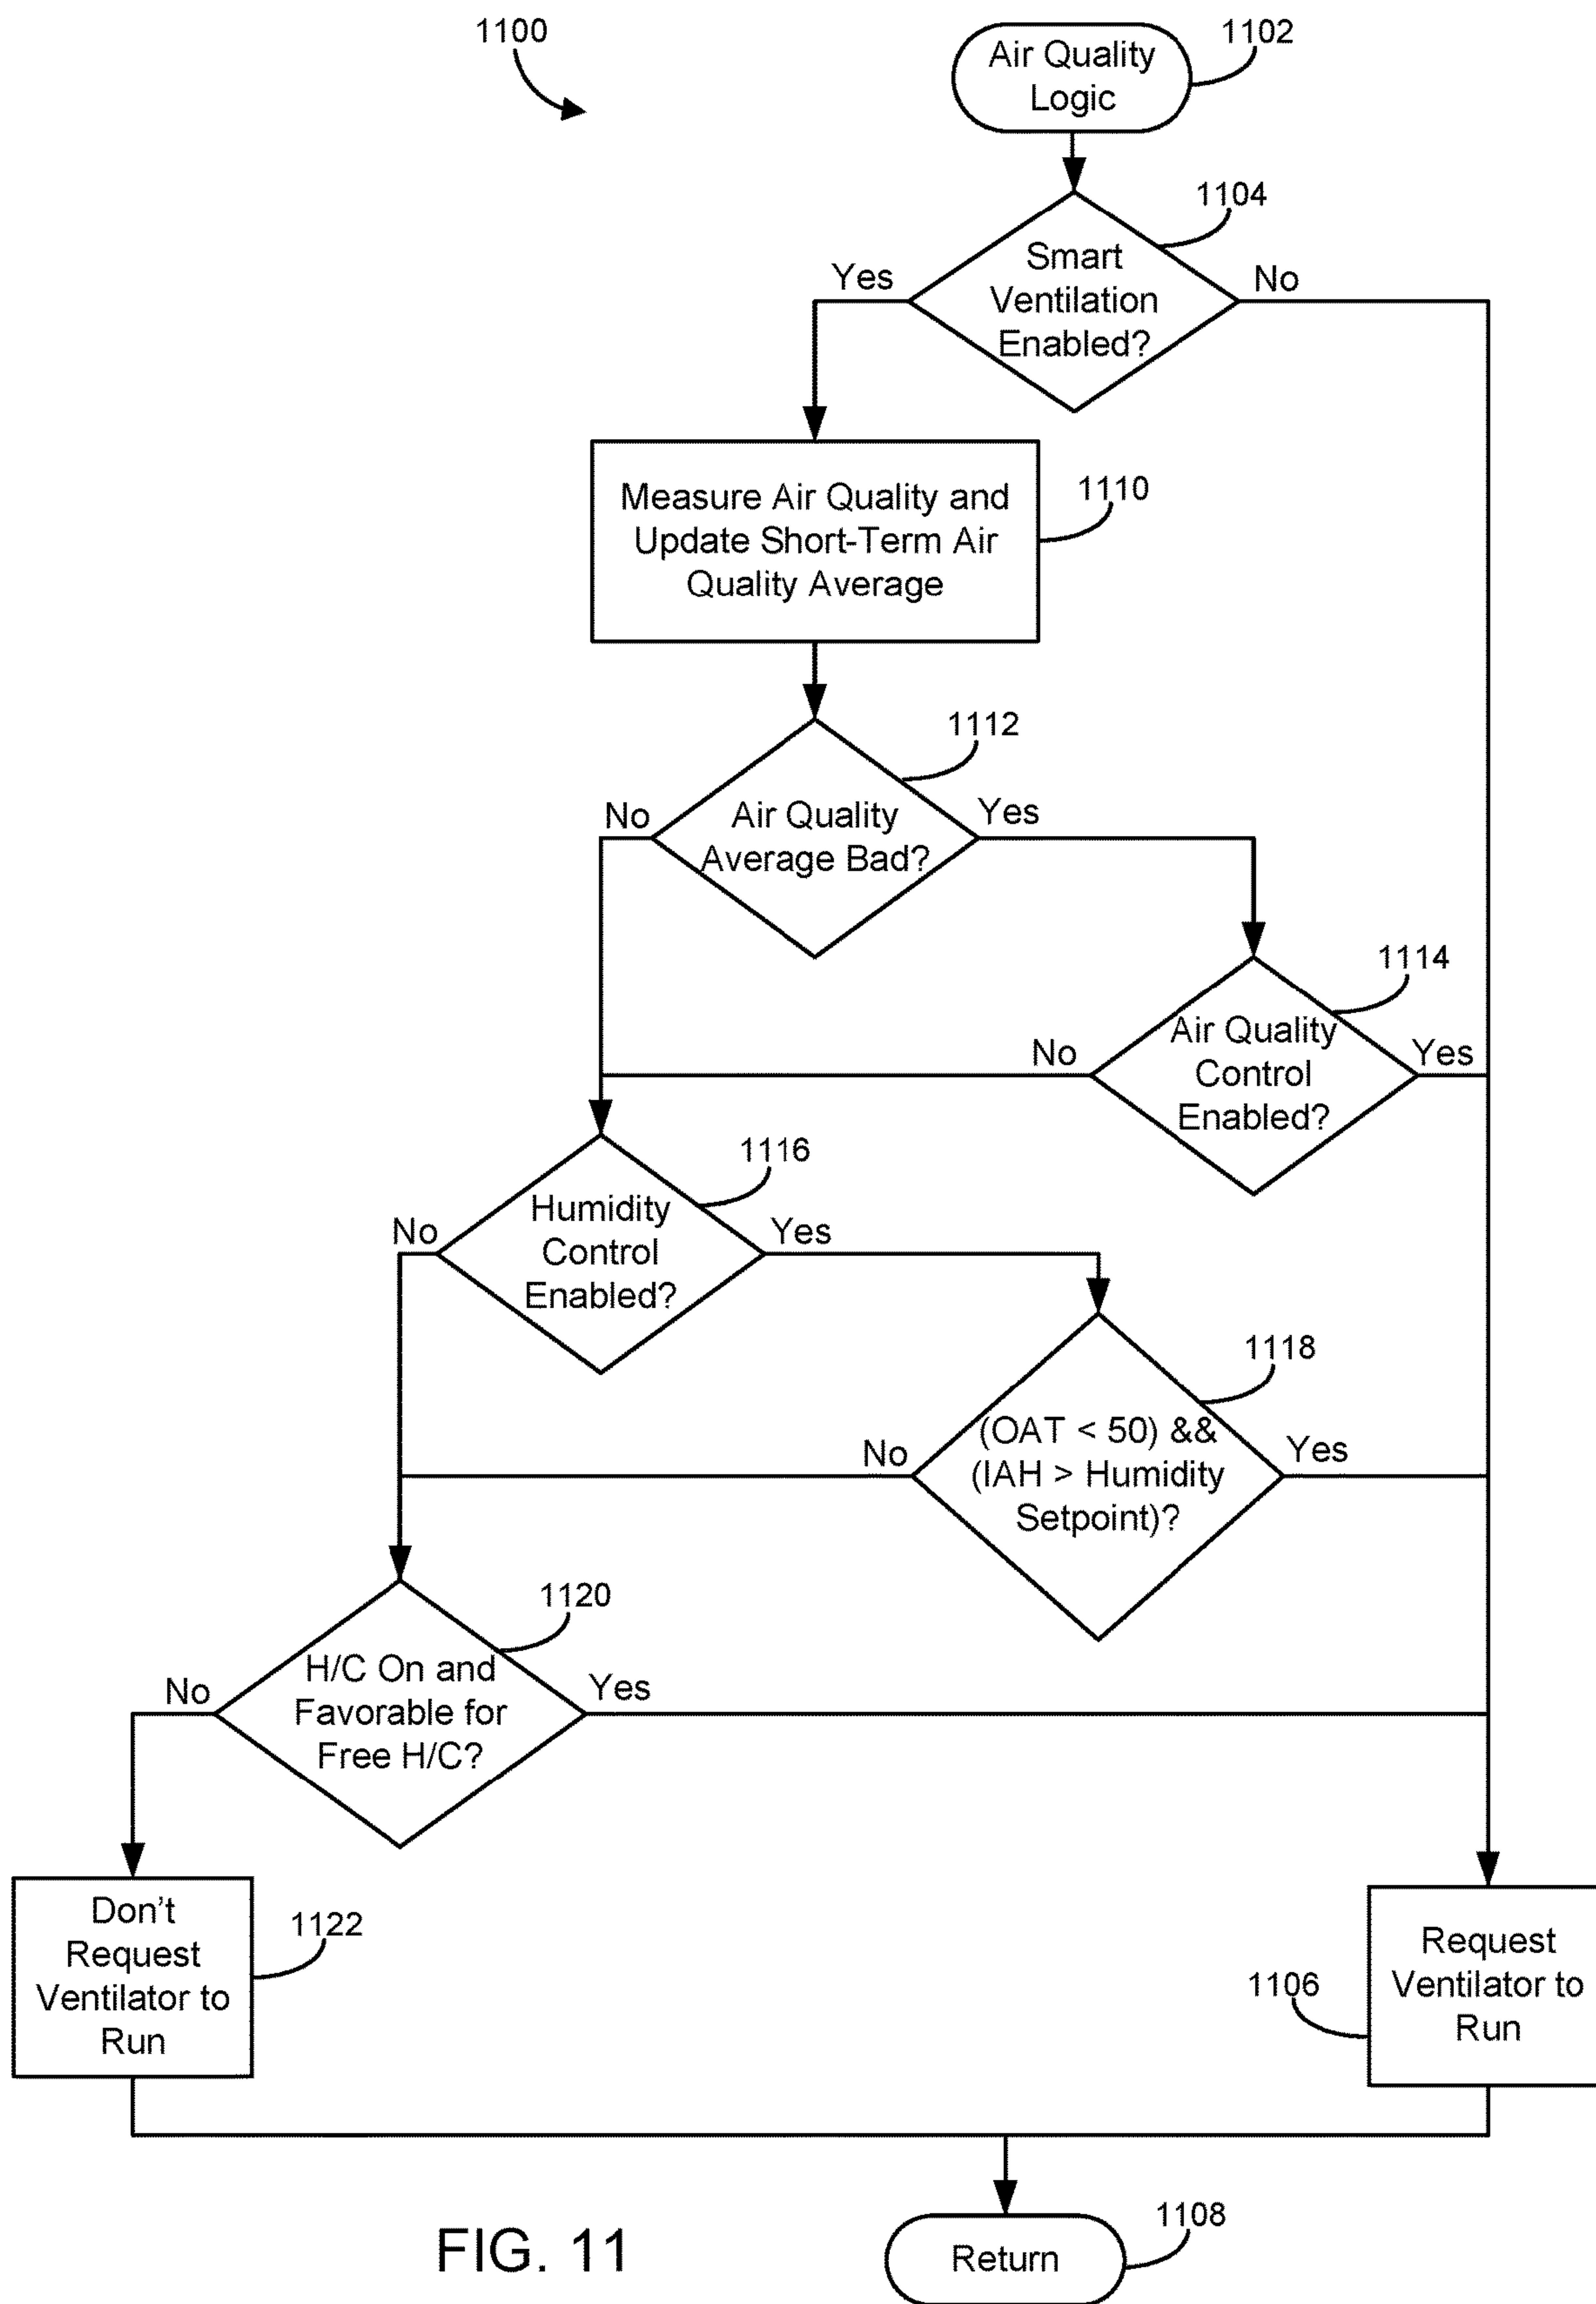 1100
1102
Air Quality
Logic
1104
Smart
Ventilation
Enabled?
Yes
No
1110
Measure Air Quality and
Update Short-Term Air
Quality Average
1112
Air Quality
Average Bad?
No
Yes
1114
Air Quality
Control
Enabled?
No
Yes
1116
Humidity
Control
Enabled?
No
Yes
1118
(OAT < 50) &&
(IAH > Humidity
Setpoint)?
No
Yes
1120
H/C On and
Favorable for
Free H/C?
No
Yes
Don't
Request
Ventilator to
Run
1122
1106
Request
Ventilator to
Run
1108
Return
FIG. 11